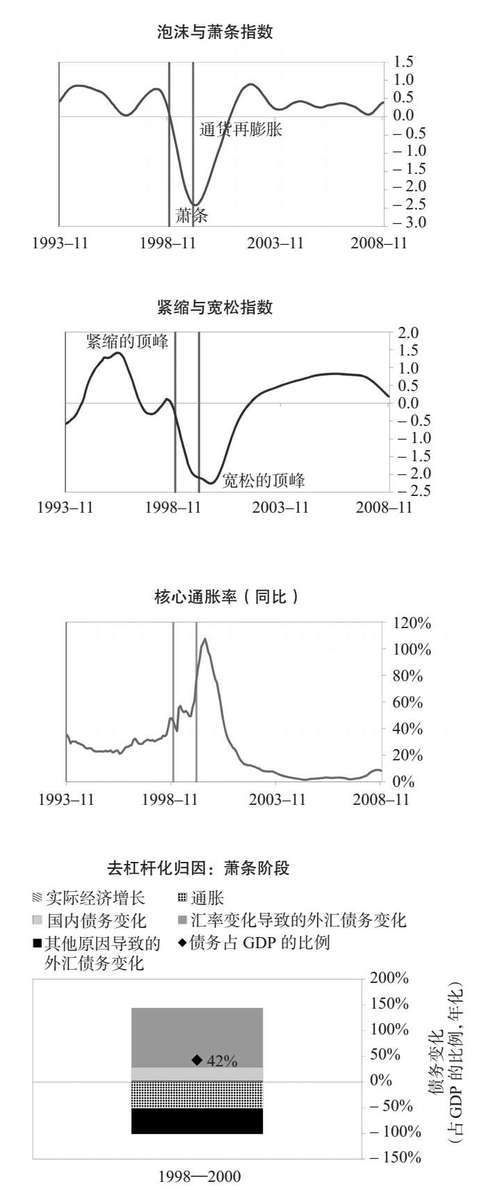 泡沫与萧条指数
1.5
1.0
0.5
0.0
－0.5
－1.0
－1.5
－2.0
－2.5
－3.0
通货再膨胀
萧条
1993–11 1998–11 2003–11 2008–11
紧缩与宽松指数
2.0
1.5
1.0
0.5
0.0
－0.5
－1.0
－1.5
－2.0
－2.5
紧缩的顶峰
宽松的顶峰
1993–11 1998–11 2003–11 2008–11
核心通胀率（同比）
120%
100%
80%
60%
40%
20%
0%
1993–11 1998–11 2003–11 2008–11
去杠杆化归因：萧条阶段
实际经济增长 通胀
国内债务变化 汇率变化导致的外汇债务变化
其他原因导致的 债务占 GDP 的比例
外汇债务变化
200%
150%
100%
50%
0%
－50%
－100%
－150%
42%
债务变化
（占 GDP 的比例，年化）
1998—2000